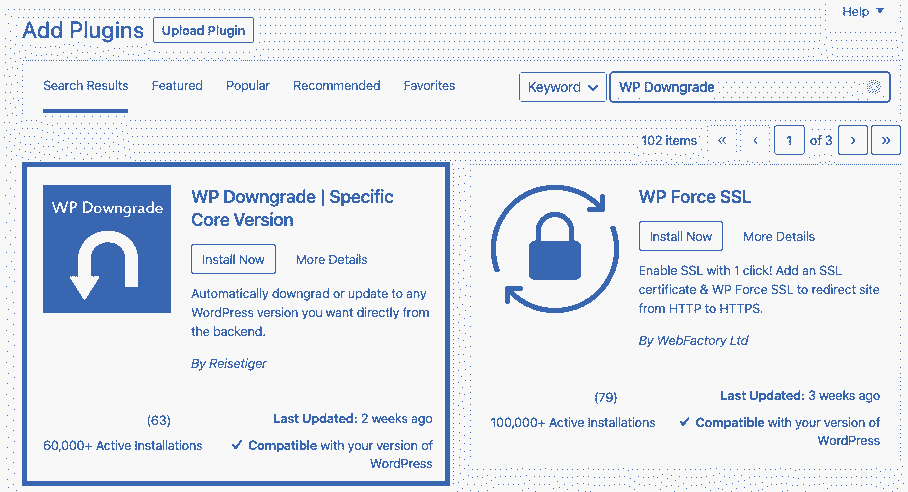 Help
Add Plugins Upload Plugin
Search Results Featured Popular Recommended Favorites Keyword WP Downgrade
102 items « ‹ 1 of 3 › »
WP Downgrade
WP Downgrade | Specific
Core Version
Install Now More Details
Automatically downgrad or update to any
WordPress version you want directly from
the backend.
By Reisetiger
(63)
Last Updated: 2 weeks ago
60,000+ Active Installations
Compatible with your version of
WordPress
WP Force SSL
Install Now More Details
Enable SSL with 1 click! Add an SSL
certificate & WP Force SSL to redirect site
from HTTP to HTTPS.
By WebFactory Ltd
(79)
Last Updated: 3 weeks ago
100,000+ Active Installations
Compatible with your version of
WordPress